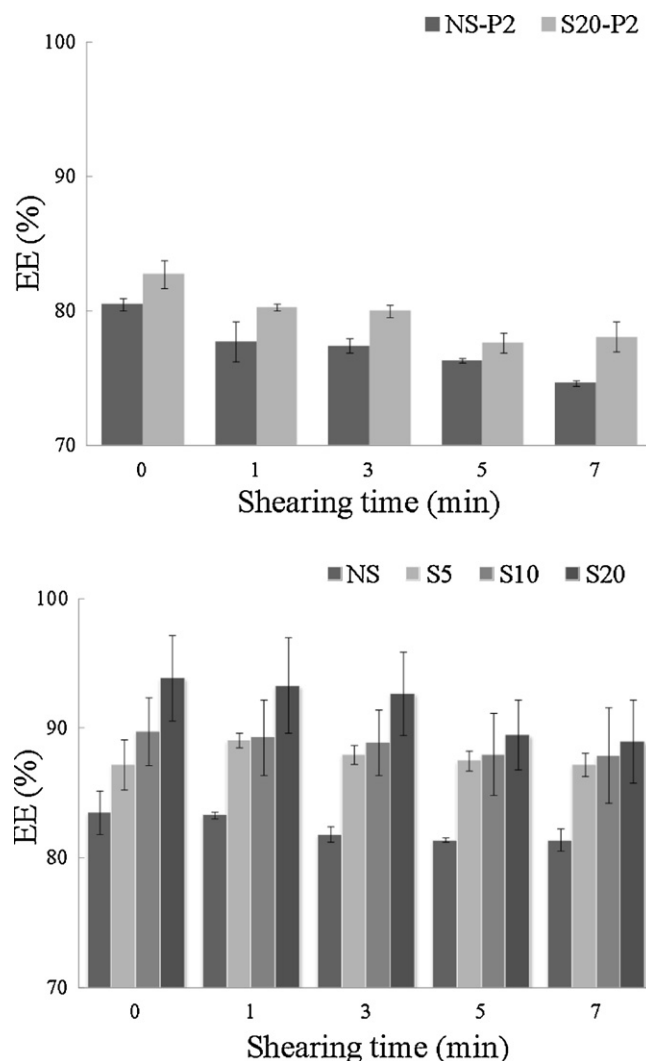 NS-P2 S20-P2
100
90
80
70
EE (%)
0 1 3 5 7
Shearing time (min)
NS S5 S10 S20
100
90
80
70
EE (%)
0 1 3 5 7
Shearing time (min)